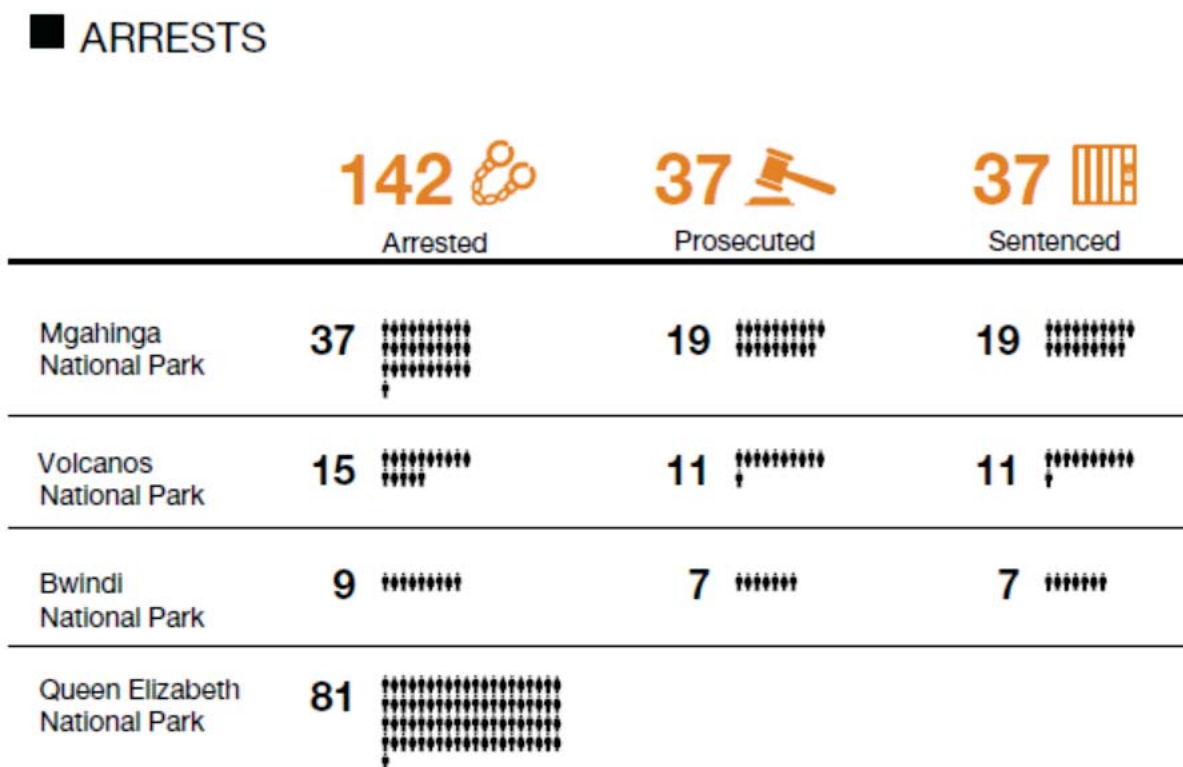 ARRESTS
142
37
37
Arrested
Prosecuted
Sentenced
Mgahinga
National Park
37
19
19
Volcanos
National Park
15
11
11
Bwindi
National Park
9
7
7
Queen Elizabeth
National Park
81